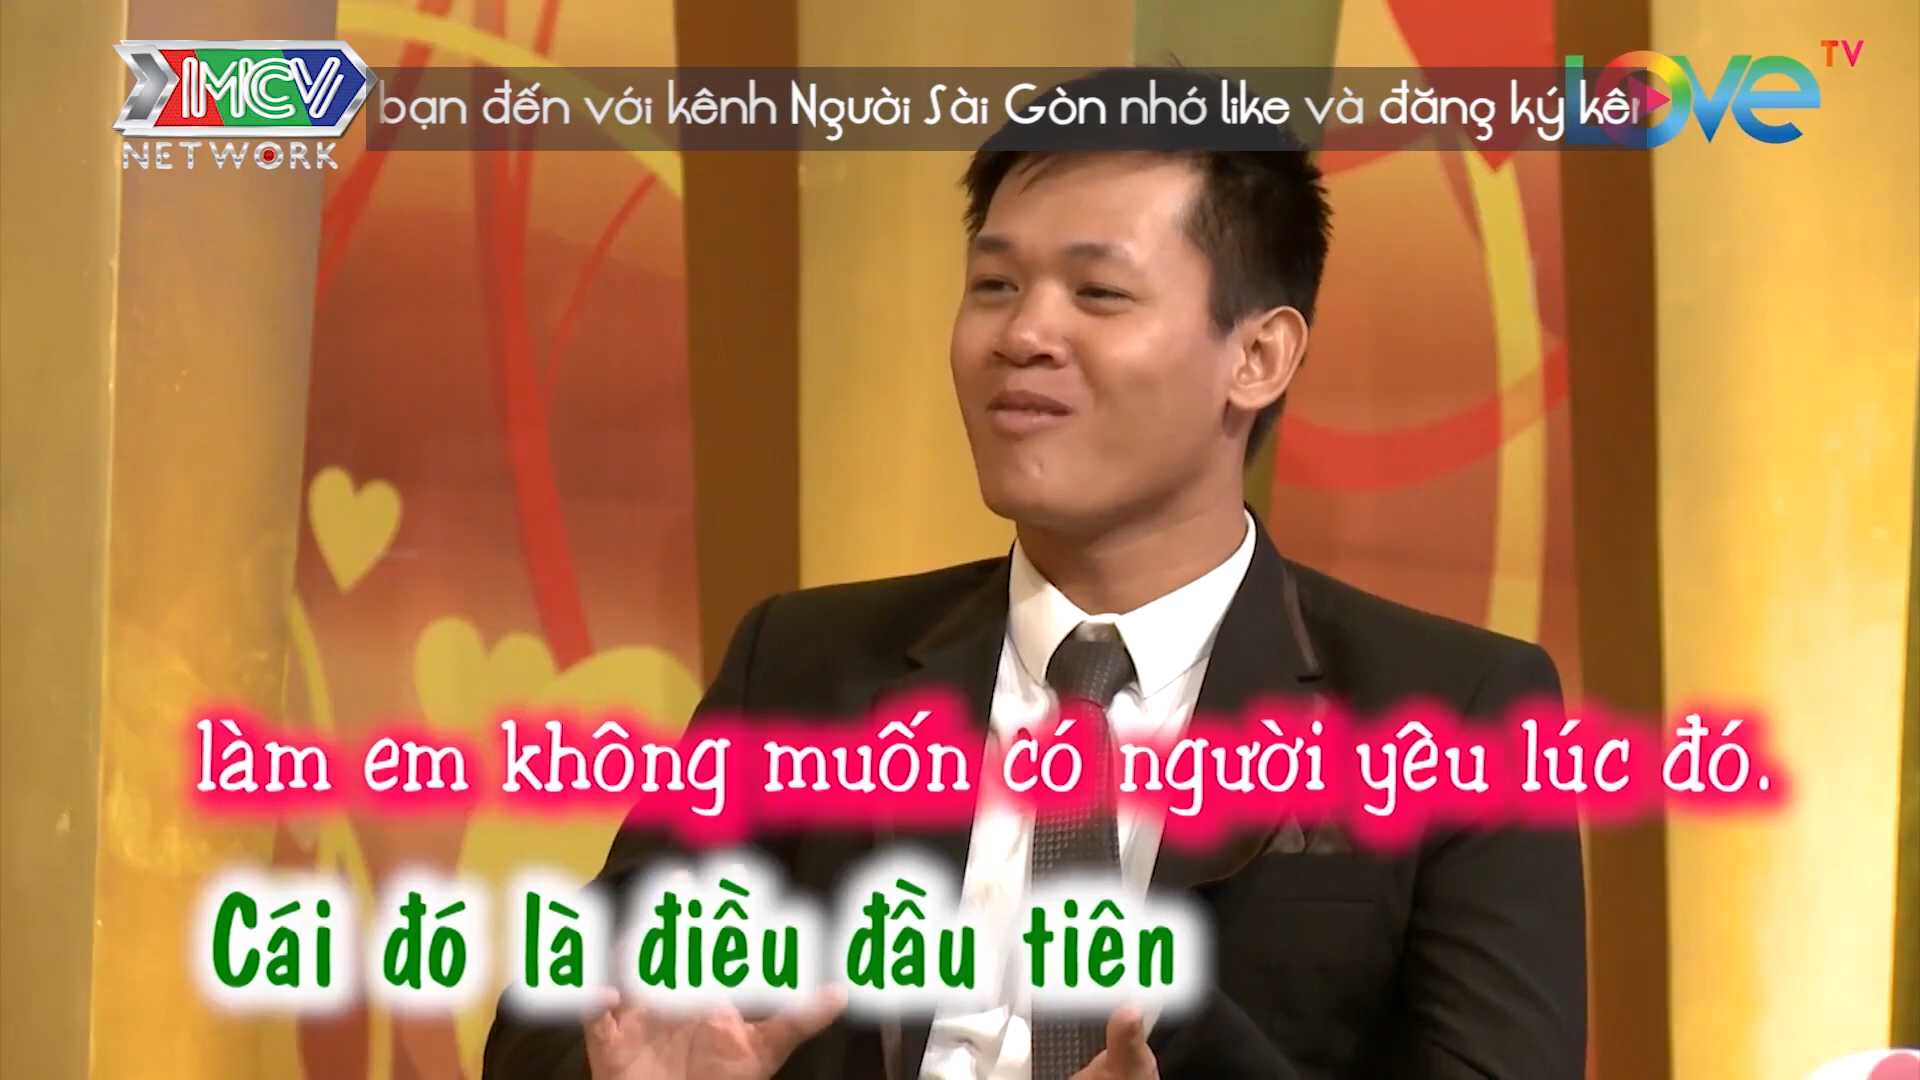 MCV
NETWORK
bạn đến với kênh Người Sài Gòn nhớ like và đăng ký
LOVE TV
làm em không muốn có người yêu lúc đó.
Cái đó là điều đầu tiên